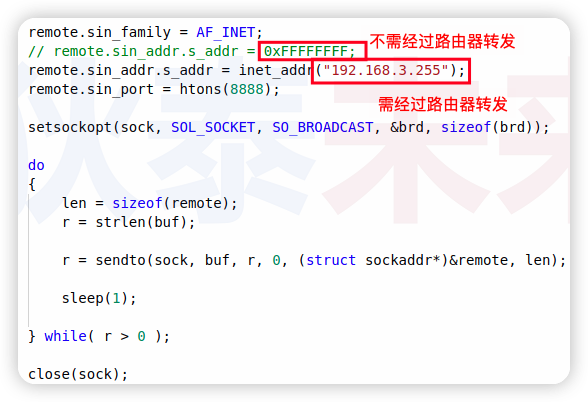 remote.sin_family = AF_INET;
// remote.sin_addr.s_addr = 0xFFFFFFFF; 不需经过路由器转发
remote.sin_addr.s_addr = inet_addr("192.168.3.255");
remote.sin_port = htons(8888); 需经过路由器转发
setsockopt(sock, SOL_SOCKET, SO_BROADCAST, &brd, sizeof(brd));
do
{
len = sizeof(remote);
r = strlen(buf);
r = sendto(sock, buf, r, 0, (struct sockaddr*)&remote, len);
sleep(1);
} while( r > 0 );
close(sock);